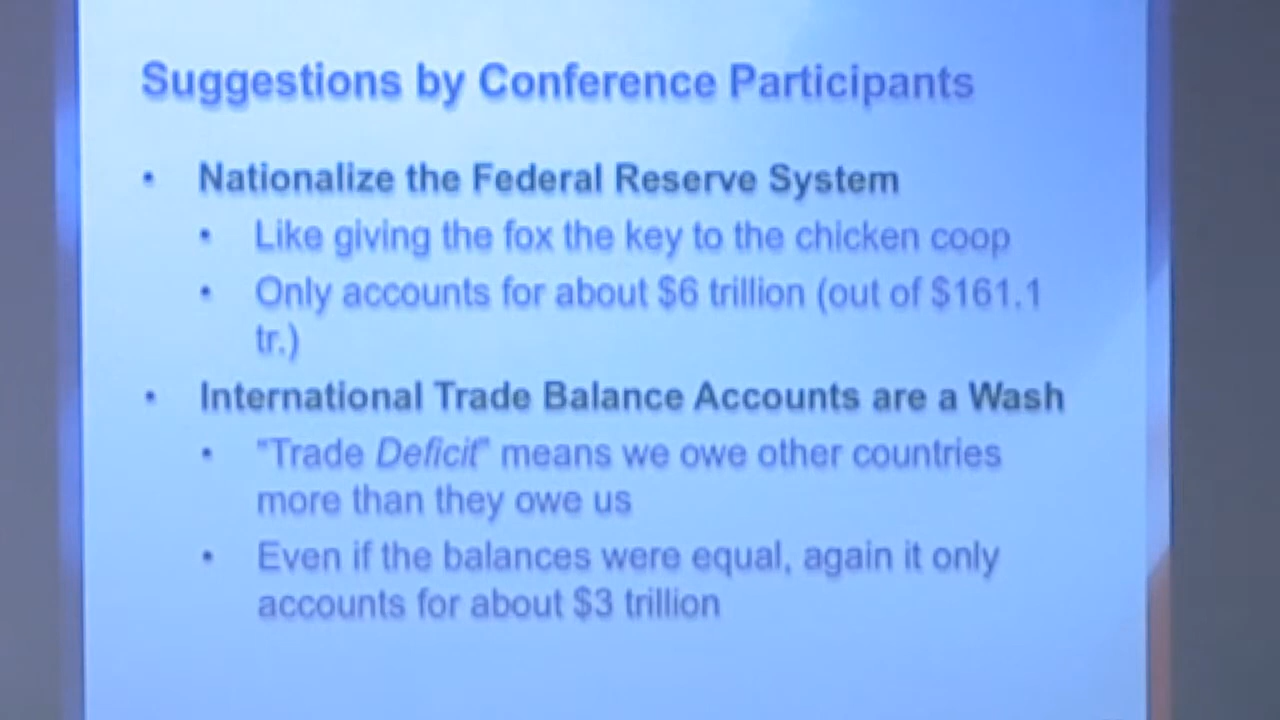 Suggestions by Conference Participants
• Nationalize the Federal Reserve System
• Like giving the fox the key to the chicken coop
• Only accounts for about $6 trillion (out of $161.1
tr.)
• International Trade Balance Accounts are a Wash
• "Trade Deficit" means we owe other countries
more than they owe us
• Even if the balances were equal, again it only
accounts for about $3 trillion